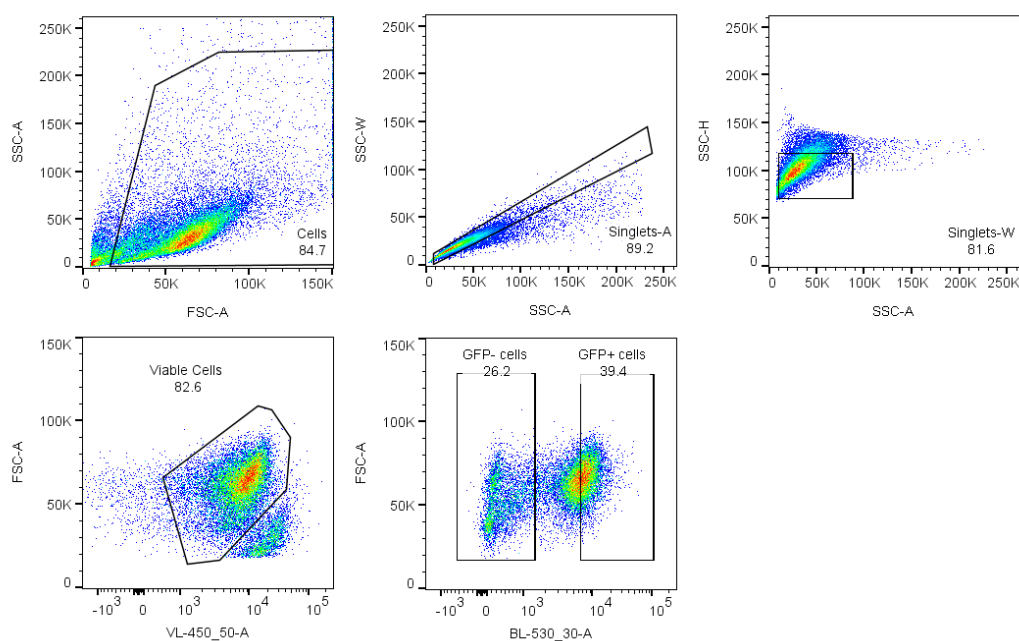 250K
200K
150K
100K
50K
0
SSC-A
Cells
84.7
0
50K
100K
150K
FSC-A
250K
200K
150K
100K
50K
0
SSC-W
Singlets-A
89.2
0
50K
100K
150K
200K
250K
SSC-A
250K
200K
150K
100K
50K
0
SSC-H
Singlets-W
81.6
0
50K
100K
150K
200K
250K
SSC-A
150K
100K
50K
0
FSC-A
Viable Cells
82.6
-10³
0
10³
10⁴
10⁵
VL-450_50-A
150K
100K
50K
0
FSC-A
GFP- cells
26.2
GFP+ cells
39.4
-10³
0
10³
10⁴
10⁵
BL-530_30-A